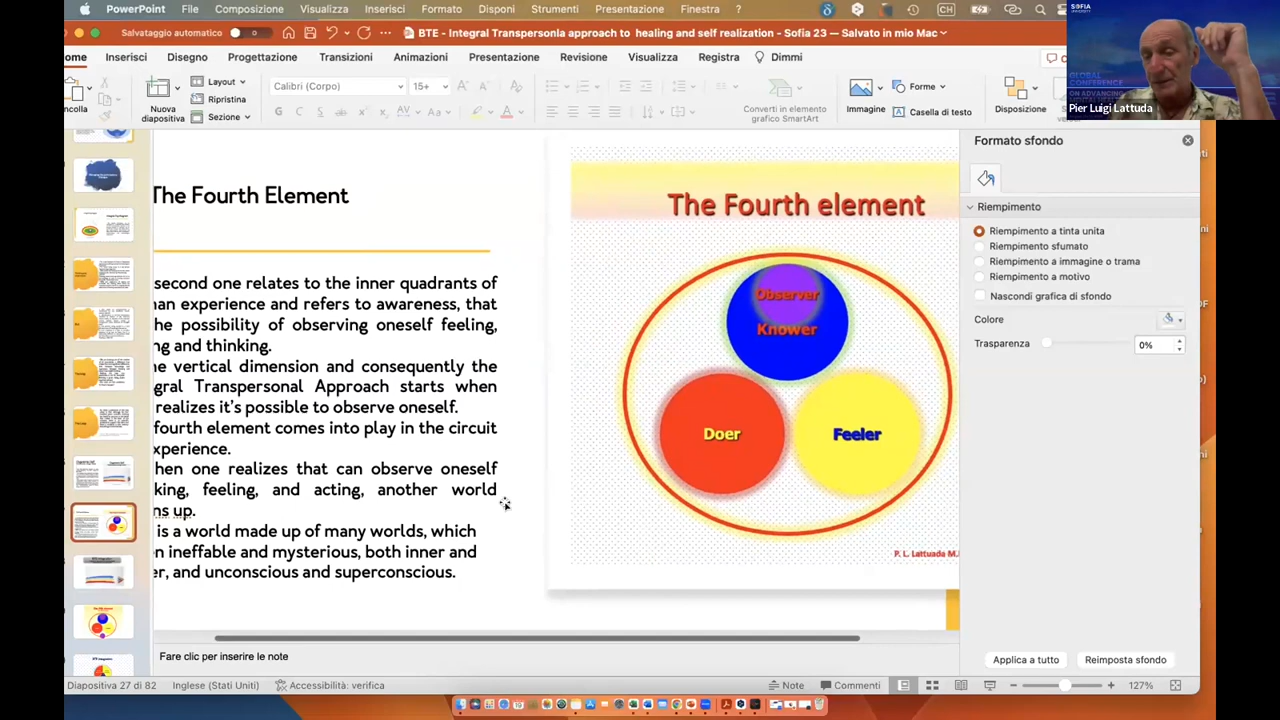 PowerPoint File Composizione Visualizza Inserisci Formato Disponi Strumenti Presentazione Finestra
Salvataggio automatico
BTE - Integral Transpersonla approach to healing and self realization - Sofia 23 — Salvato in mio Mac
ome Inserisci Disegno Progettazione Transizioni Animazioni Presentazione Revisione Visualizza Registra Dimmi
ncolla
Nuova
diapositiva
Layout
Ripristina
Sezione
Calibri (Corpo) 15+
Converti in elemento
grafico SmartArt
Immagine
Forme
Casella di testo
Disposizione
SOFIA
GLOBAL
CONFERENCE
ON ADVANCING
Pier Luigi Lattuda
The Fourth Element
second one relates to the inner quadrants of
an experience and refers to awareness, that
he possibility of observing oneself feeling,
ng and thinking.
he vertical dimension and consequently the
gral Transpersonal Approach starts when
realizes it's possible to observe oneself.
fourth element comes into play in the circuit
xperience.
hen one realizes that can observe oneself
king, feeling, and acting, another world
ns up.
is a world made up of many worlds, which
n ineffable and mysterious, both inner and
er, and unconscious and superconscious.
The Fourth element
Observer
Knower
Doer
Feeler
P. L. Lattuada M.
Formato sfondo
Riempimento
Riempimento a tinta unita
Riempimento sfumato
Riempimento a immagine o trama
Riempimento a motivo
Nascondi grafica di sfondo
Colore
Trasparenza
0%
Applica a tutto
Reimposta sfondo
Fare clic per inserire le note
Diapositiva 27 di 82 Inglese (Stati Uniti) Accessibilità: verifica
Note Commenti
127%